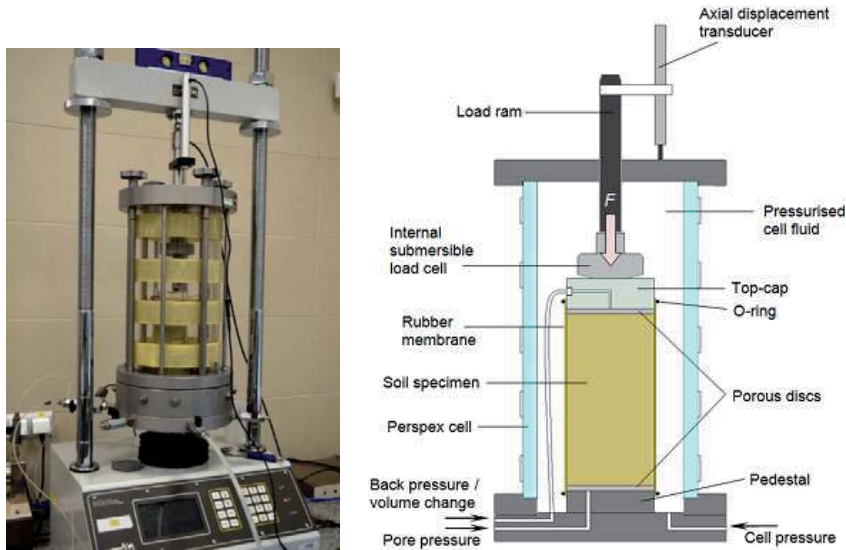 Axial displacement
transducer
Load ram
F
Internal
submersible
load cell
Pressurised
cell fluid
Top-cap
O-ring
Rubber
membrane
Soil specimen
Porous discs
Perspex cell
Back pressure /
volume change
Pedestal
Pore pressure
Cell pressure